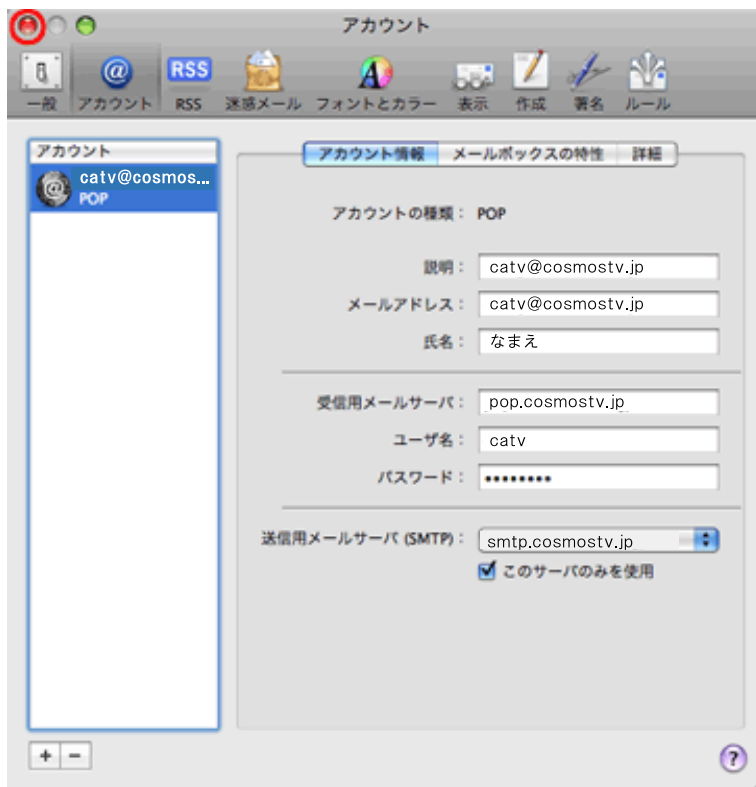 アカウント
RSS
一般 アカウント RSS 迷惑メール フォントとカラー 表示 作成 署名 ルール
アカウント
catv@cosmos...
POP
アカウント情報 メールボックスの特性 詳細
アカウントの種類： POP
説明： catv@cosmostv.jp
メールアドレス： catv@cosmostv.jp
氏名： なまえ
受信用メールサーバ： pop.cosmostv.jp
ユーザ名： catv
パスワード： ••••••••
送信用メールサーバ (SMTP)： smtp.cosmostv.jp
このサーバのみを使用